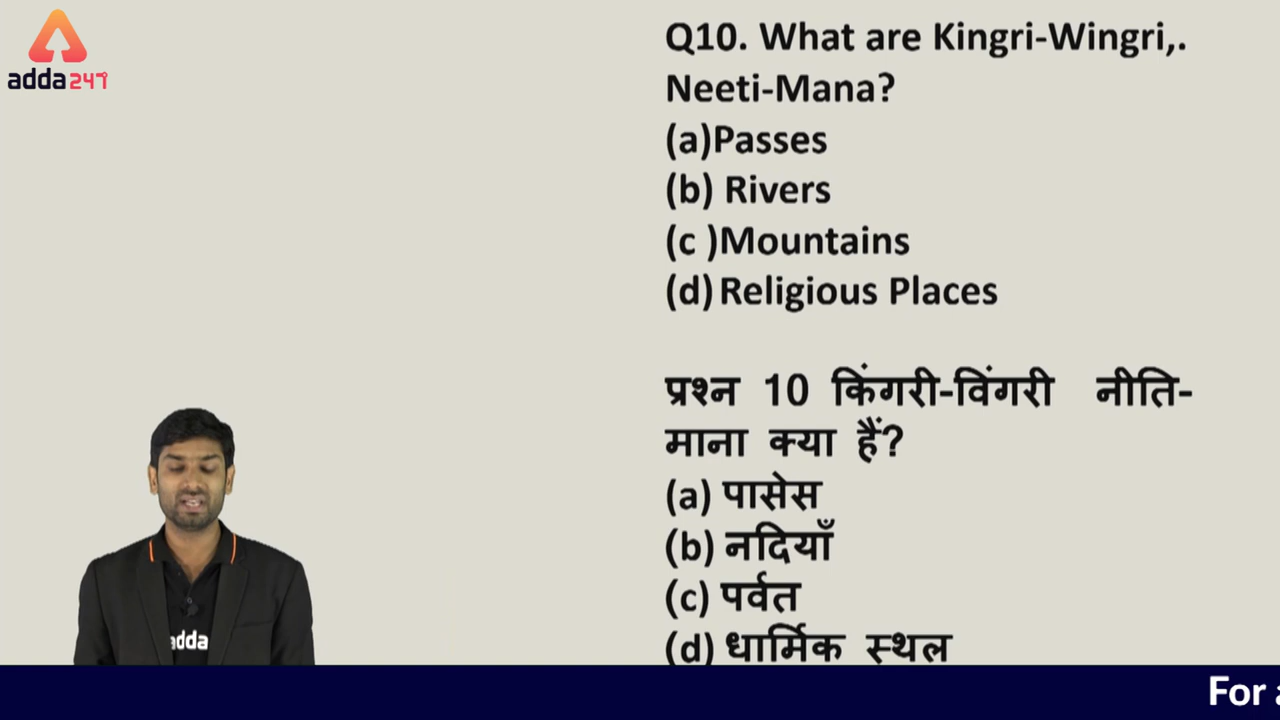 adda247
Q10. What are Kingri-Wingri,.
Neeti-Mana?
(a)Passes
(b) Rivers
(c )Mountains
(d) Religious Places
प्रश्न 10 किंगरी-विंगरी नीति-
माना क्या हैं?
(a) पासेस
(b) नदियाँ
(c) पर्वत
(d) धार्मिक स्थल
adda
For a